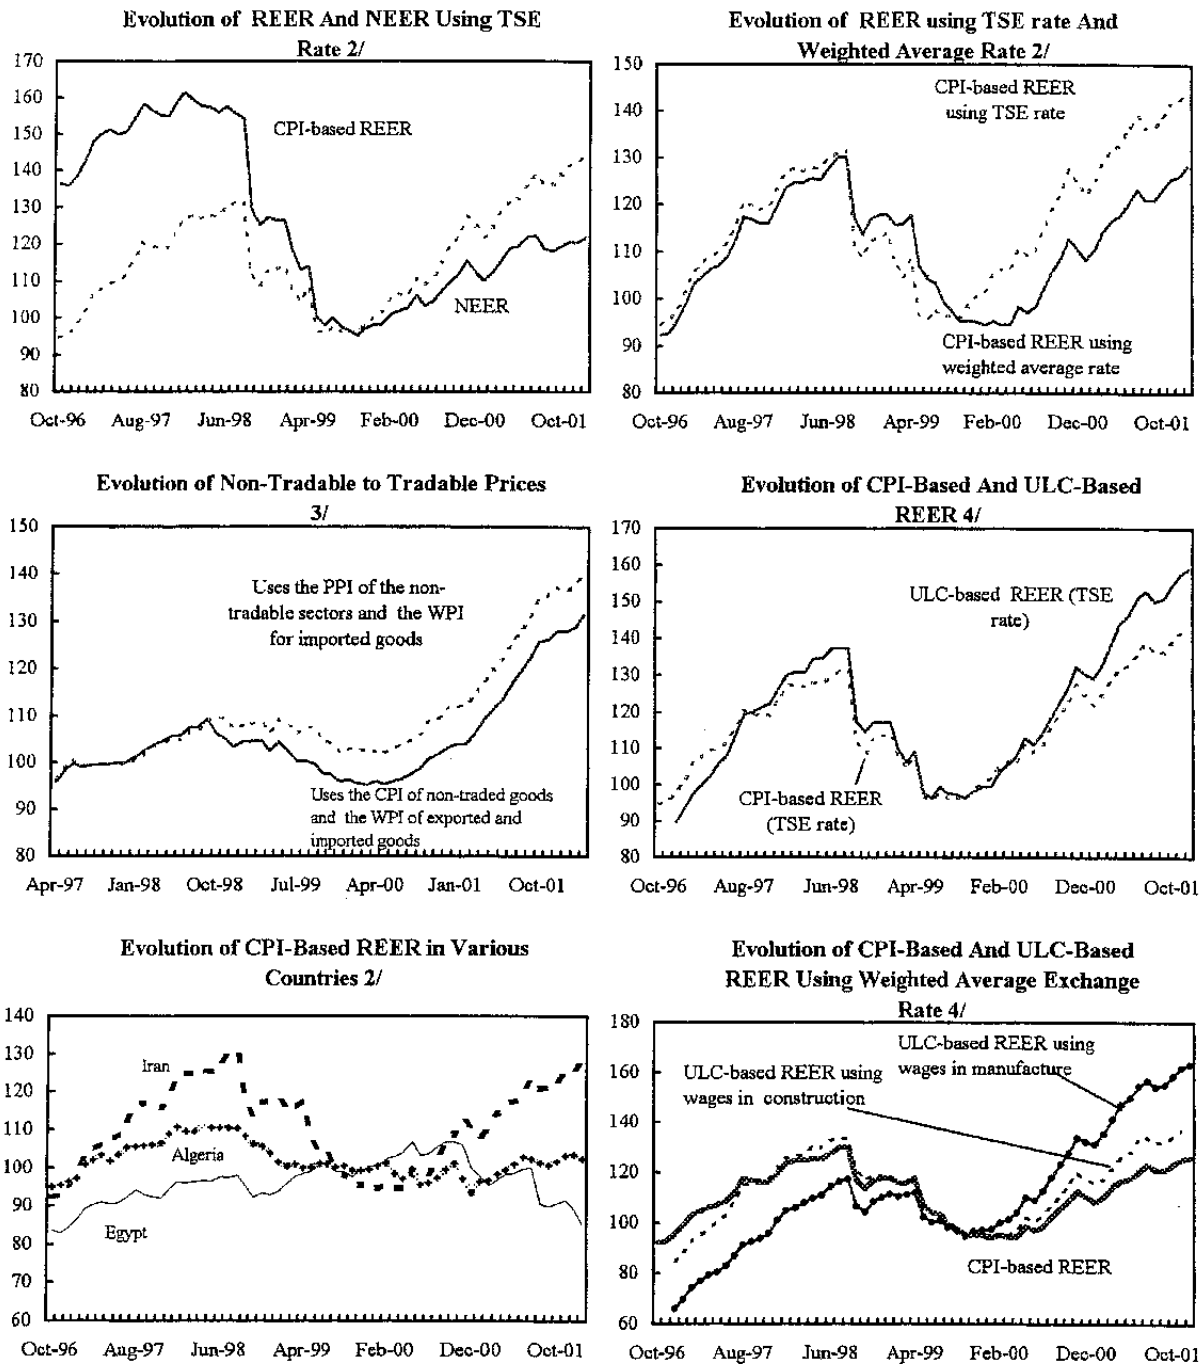 Evolution of REER And NEER Using TSE
Rate 2/
170
160
150
140
130
120
110
100
90
80
CPI-based REER
NEER
Oct-96 Aug-97 Jun-98 Apr-99 Feb-00 Dec-00 Oct-01
Evolution of REER using TSE rate And
Weighted Average Rate 2/
150
140
130
120
110
100
90
80
CPI-based REER
using TSE rate
CPI-based REER using
weighted average rate
Oct-96 Aug-97 Jun-98 Apr-99 Feb-00 Dec-00 Oct-01
Evolution of Non-Tradable to Tradable Prices
3/
150
140
130
120
110
100
90
80
Uses the PPI of the non-
tradable sectors and the WPI
for imported goods
Uses the CPI of non-traded goods
and the WPI of exported and
imported goods
Apr-97 Jan-98 Oct-98 Jul-99 Apr-00 Jan-01 Oct-01
Evolution of CPI-Based And ULC-Based
REER 4/
170
160
150
140
130
120
110
100
90
80
ULC-based REER (TSE
rate)
CPI-based REER
(TSE rate)
Oct-96 Aug-97 Jun-98 Apr-99 Feb-00 Dec-00 Oct-01
Evolution of CPI-Based REER in Various
Countries 2/
140
130
120
110
100
90
80
70
60
Iran
Algeria
Egypt
Oct-96 Aug-97 Jun-98 Apr-99 Feb-00 Dec-00 Oct-01
Evolution of CPI-Based And ULC-Based
REER Using Weighted Average Exchange
Rate 4/
180
160
140
120
100
80
60
ULC-based REER using
wages in manufacture
ULC-based REER using
wages in construction
CPI-based REER
Oct-96 Aug-97 Jun-98 Apr-99 Feb-00 Dec-00 Oct-01